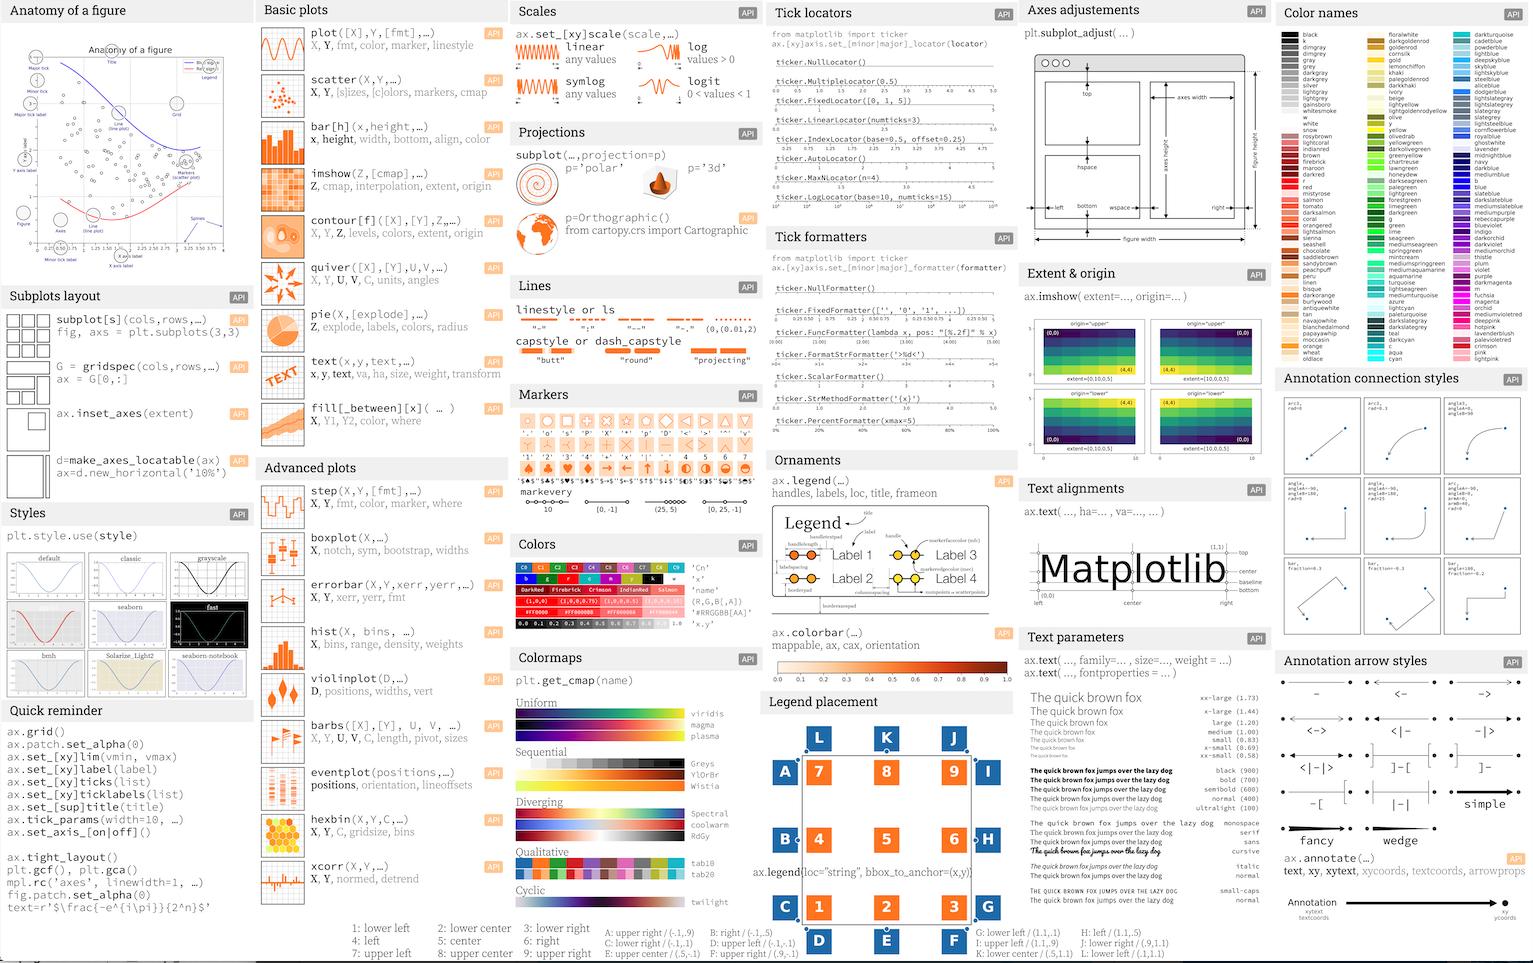 Anatomy of a figure
Anatomy of a figure
Title
Legend
Major tick
Minor tick
Major tick label
Grid
Line
(line plot)
Y axis label
Markers
(scatter plot)
Line
(line plot)
Figure
Axes
Spines
Minor tick label
X axis label
Subplots layout
API
subplot[s](cols,rows,…)
API
fig, axs = plt.subplots(3,3)
G = gridspec(cols,rows,…)
API
ax = G[0,:]
ax.inset_axes(extent)
API
d=make_axes_locatable(ax)
API
ax=d.new_horizontal('10%')
Styles
API
plt.style.use(style)
default
classic
grayscale
seaborn
fast
bmh
Solarize_Light2
seaborn-notebook
Quick reminder
ax.grid()
ax.patch.set_alpha(0)
ax.set_[xy]lim(vmin, vmax)
ax.set_[xy]label(label)
ax.set_[xy]ticks(list)
ax.set_[xy]ticklabels(list)
ax.set_[sup]title(title)
ax.tick_params(width=10, …)
ax.set_axis_[on|off]()
ax.tight_layout()
plt.gcf(), plt.gca()
mpl.rc('axes', linewidth=1, …)
fig.patch.set_alpha(0)
text=r'$\frac{-e^{i\pi}}{2^n}$'
Basic plots
plot([X],Y,[fmt],…)
API
X, Y, fmt, color, marker, linestyle
scatter(X,Y,…)
API
X, Y, [s]izes, [c]olors, markers, cmap
bar[h](x,height,…)
API
x, height, width, bottom, align, color
imshow(Z,[cmap],…)
API
Z, cmap, interpolation, extent, origin
contour[f]([X],[Y],Z,…)
API
X, Y, Z, levels, colors, extent, origin
quiver([X],[Y],U,V,…)
API
X, Y, U, V, C, units, angles
pie(X,[explode],…)
API
Z, explode, labels, colors, radius
text(x,y,text,…)
API
TEXT
x, y, text, va, ha, size, weight, transform
fill[_between][x]( … )
API
X, Y1, Y2, color, where
Advanced plots
step(X,Y,[fmt],…)
API
X, Y, fmt, color, marker, where
boxplot(X,…)
API
X, notch, sym, bootstrap, widths
errorbar(X,Y,xerr,yerr,…)
API
X, Y, xerr, yerr, fmt
hist(X, bins, …)
API
X, bins, range, density, weights
violinplot(D,…)
API
D, positions, widths, vert
barbs([X],[Y], U, V, …)
API
X, Y, U, V, C, length, pivot, sizes
eventplot(positions,…)
API
positions, orientation, lineoffsets
hexbin(X,Y,C,…)
API
X, Y, C, gridsize, bins
xcorr(X,Y,…)
API
X, Y, normed, detrend
Scales
API
ax.set_[xy]scale(scale,…)
linear
any values
log
values > 0
symlog
any values
logit
0 < values < 1
Projections
API
subplot(…,projection=p)
p='polar'
p='3d'
p=Orthographic()
API
from cartopy.crs import Cartographic
Lines
API
linestyle or ls
"-"
":"
"--"
"-."
(0,(0.01,2))
capstyle or dash_capstyle
"butt"
"round"
"projecting"
Markers
API
'.' 'o' 's' 'P' 'X' '*' 'p' 'D' '<' '>' '^' 'v'
markevery
10
[0, -1]
(25, 5)
[0, 25, -1]
Colors
API
C0 C1 C2 C3 C4 C5 C6 C7 C8 C9
'Cn'
b g r c m y k w
'x'
DarkRed Firebrick Crimson IndianRed Salmon
'name'
(1,0,0) (1,0,0,0.75) (1,0,0,0.5) (1,0,0,0.25)
(R,G,B[,A])
#FF0000 #FF0000BB #FF000088 #FF000044
'#RRGGBB[AA]'
0.0 0.1 0.2 0.3 0.4 0.5 0.6 0.7 0.8 0.9 1.0
'x.y'
Colormaps
API
plt.get_cmap(name)
Uniform
viridis
magma
plasma
Sequential
Greys
YlOrBr
Wistia
Diverging
Spectral
coolwarm
RdGy
Qualitative
tab10
tab20
Cyclic
twilight
Tick locators
API
from matplotlib import ticker
ax.[xy]axis.set_[minor|major]_locator(locator)
ticker.NullLocator()
ticker.MultipleLocator(0.5)
ticker.FixedLocator([0, 1, 5])
ticker.LinearLocator(numticks=3)
ticker.IndexLocator(base=0.5, offset=0.25)
ticker.AutoLocator()
ticker.MaxNLocator(n=4)
ticker.LogLocator(base=10, numticks=15)
Tick formatters
API
from matplotlib import ticker
ax.[xy]axis.set_[minor|major]_formatter(formatter)
ticker.NullFormatter()
ticker.FixedFormatter(['', '0', '1', ...])
ticker.FuncFormatter(lambda x, pos: "[%.2f]" % x)
ticker.FormatStrFormatter('>%d<')
ticker.ScalarFormatter()
ticker.StrMethodFormatter('{x}')
ticker.PercentFormatter(xmax=5)
0% 20% 40% 60% 80% 100%
Ornaments
ax.legend(…)
API
handles, labels, loc, title, frameon
title
Legend
label
handletextpad
handle
markerfacecolor (mfc)
handlelength
Label 1
Label 3
labelspacing
markeredgecolor (mec)
Label 2
Label 4
borderpad
columnspacing
numpoints or scatterpoints
borderaxespad
ax.colorbar(…)
API
mappable, ax, cax, orientation
0.0 0.1 0.2 0.3 0.4 0.5 0.6 0.7 0.8 0.9 1.0
Legend placement
L K J
A 7 8 9 I
B 4 5 6 H
ax.legend(loc="string", bbox_to_anchor=(x,y))
C 1 2 3 G
D E F
1: lower left 2: lower center 3: lower right
4: left 5: center 6: right
7: upper left 8: upper center 9: upper right
A: upper right / (-.1,.9) B: right / (-.1,.5)
C: lower right / (-.1,.1) D: upper left / (-.1,-.1)
E: upper center / (.5,-.1) F: upper right / (.9,-.1)
G: lower left / (1.1,.1) H: left / (1.1,.5)
I: upper left / (1.1,.9) J: lower right / (.9,1.1)
K: lower center / (.5,1.1) L: lower left / (.1,1.1)
Axes adjustements
API
plt.subplot_adjust( … )
top
axes width
hspace
axes height
figure height
left
bottom
wspace
right
figure width
Extent & origin
API
ax.imshow( extent=…, origin=… )
origin="upper"
origin="upper"
(0,0)
(0,0)
(4,4)
(4,4)
extent=[0,10,0,5]
extent=[10,0,0,5]
origin="lower"
origin="lower"
(4,4)
(4,4)
(0,0)
(0,0)
extent=[0,10,0,5]
extent=[10,0,0,5]
Text alignments
API
ax.text( …, ha=… , va=…, … )
Matplotlib
(1,1)
top
center
baseline
bottom
(0,0)
left
center
right
Text parameters
API
ax.text( …, family=… , size=…, weight = …)
ax.text( …, fontproperties = … )
The quick brown fox xx-large (1.73)
The quick brown fox x-large (1.44)
The quick brown fox large (1.20)
The quick brown fox medium (1.00)
The quick brown fox small (0.83)
The quick brown fox x-small (0.69)
The quick brown fox xx-small (0.58)
The quick brown fox jumps over the lazy dog black (900)
The quick brown fox jumps over the lazy dog bold (700)
The quick brown fox jumps over the lazy dog semibold (600)
The quick brown fox jumps over the lazy dog normal (400)
The quick brown fox jumps over the lazy dog ultralight (100)
The quick brown fox jumps over the lazy dog monospace
The quick brown fox jumps over the lazy dog serif
The quick brown fox jumps over the lazy dog sans
The quick brown fox jumps over the lazy dog cursive
The quick brown fox jumps over the lazy dog italic
The quick brown fox jumps over the lazy dog normal
The quick brown fox jumps over the lazy dog small-caps
The quick brown fox jumps over the lazy dog normal
Color names
API
black
k
dimgray
dimgrey
gray
grey
darkgray
darkgrey
silver
lightgray
lightgrey
gainsboro
whitesmoke
w
white
snow
rosybrown
lightcoral
indianred
brown
firebrick
maroon
darkred
r
red
mistyrose
salmon
tomato
darksalmon
coral
orangered
lightsalmon
sienna
seashell
chocolate
saddlebrown
sandybrown
peachpuff
peru
linen
bisque
darkorange
burlywood
antiquewhite
tan
navajowhite
blanchedalmond
papayawhip
moccasin
orange
wheat
oldlace
floralwhite
darkgoldenrod
goldenrod
cornsilk
gold
lemonchiffon
khaki
palegoldenrod
darkkhaki
ivory
beige
lightyellow
lightgoldenrodyellow
olive
y
yellow
olivedrab
yellowgreen
darkolivegreen
greenyellow
chartreuse
lawngreen
honeydew
darkseagreen
palegreen
lightgreen
forestgreen
limegreen
darkgreen
g
green
lime
seagreen
mediumseagreen
springgreen
mintcream
mediumspringgreen
mediumaquamarine
aquamarine
turquoise
lightseagreen
mediumturquoise
azure
lightcyan
paleturquoise
darkslategray
darkslategrey
teal
darkcyan
c
aqua
cyan
darkturquoise
cadetblue
powderblue
lightblue
deepskyblue
skyblue
lightskyblue
steelblue
aliceblue
dodgerblue
lightslategray
lightslategrey
slategray
slategrey
lightsteelblue
cornflowerblue
royalblue
ghostwhite
lavender
midnightblue
navy
darkblue
mediumblue
b
blue
slateblue
darkslateblue
mediumslateblue
mediumpurple
rebeccapurple
blueviolet
indigo
darkorchid
darkviolet
mediumorchid
thistle
plum
violet
purple
darkmagenta
m
fuchsia
magenta
orchid
mediumvioletred
deeppink
hotpink
lavenderblush
palevioletred
crimson
pink
lightpink
Annotation connection styles
API
arc3,
rad=0
arc3,
rad=0.3
angle3,
angleA=0,
angleB=90
angle,
angleA=-90,
angleB=180,
rad=0
angle,
angleA=-90,
angleB=180,
rad=25
arc,
angleA=-90,
angleB=0,
armA=0,
armB=40,
rad=0
bar,
fraction=0.3
bar,
fraction=-0.3
bar,
angle=180,
fraction=-0.2
Annotation arrow styles
API
-
<-
->
<->
<|-
-|>
<|-|>
]-[
]-
-[
|-|
simple
fancy
wedge
ax.annotate(…)
API
text, xy, xytext, xycoords, textcoords, arrowprops
Annotation
xytext
textcoords
xy
ycoords